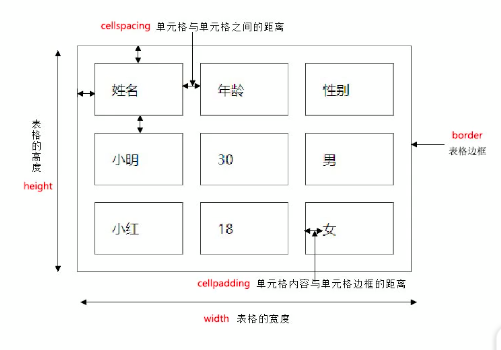 cellspacing 单元格与单元格之间的距离
姓名 年龄 性别
border
表格边框
表格的高度
height
小明 30 男
小红 18 女
cellpadding 单元格内容与单元格边框的距离
width 表格的宽度